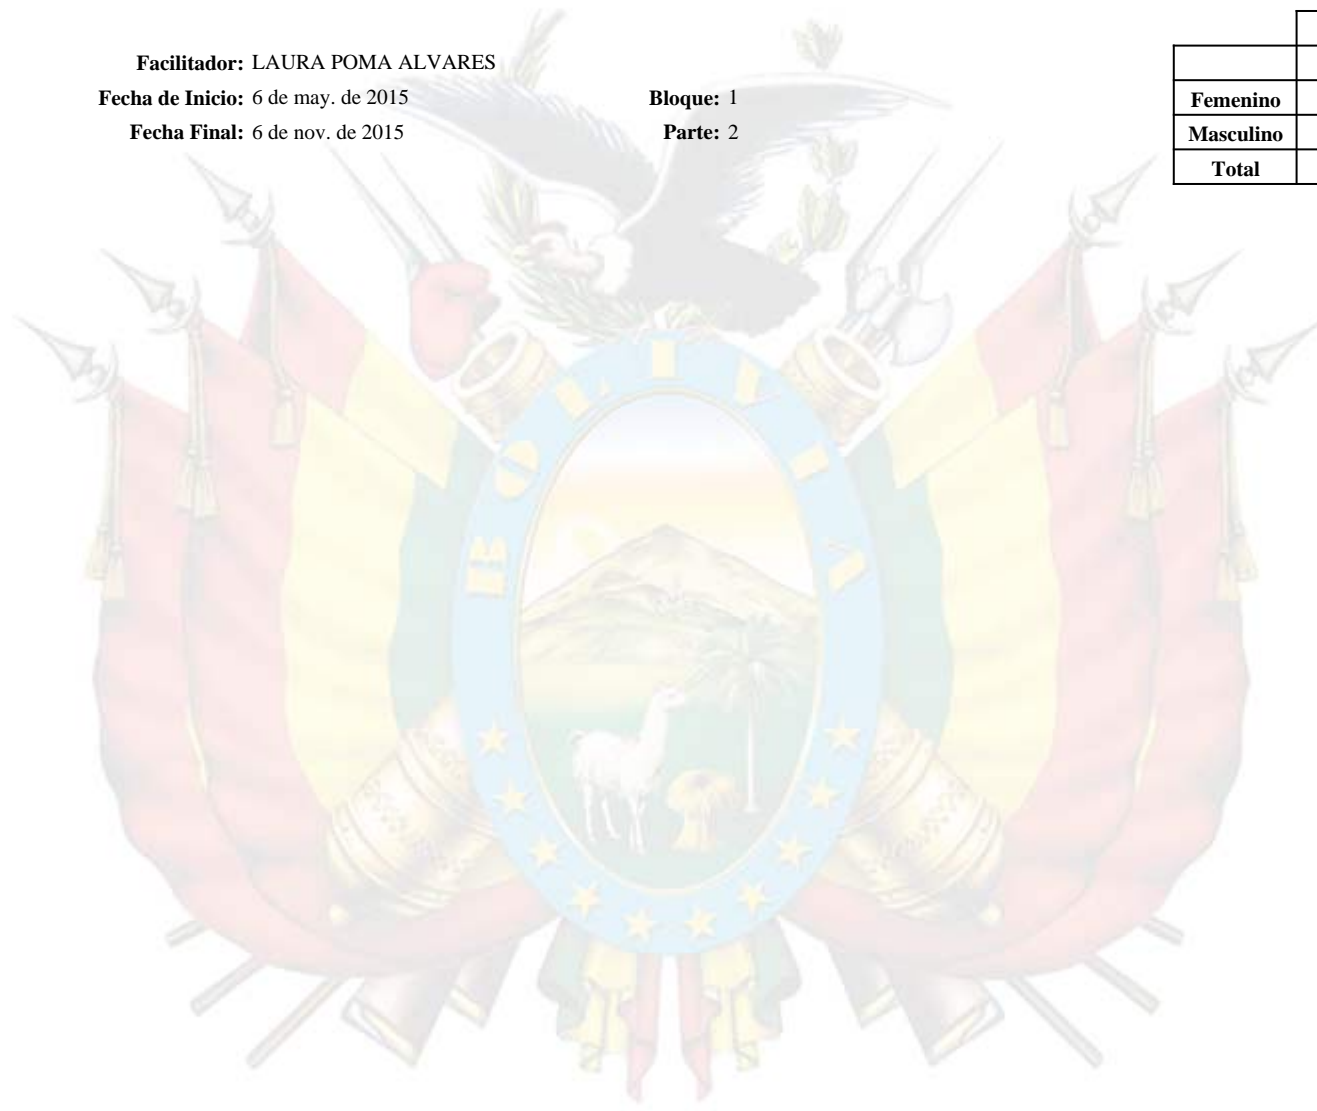 Facilitador: LAURA POMA ALVARES
Fecha de Inicio: 6 de may. de 2015 Bloque: 1
Fecha Final: 6 de nov. de 2015 Parte: 2
Femenino
Masculino
Total
BOLIVIA